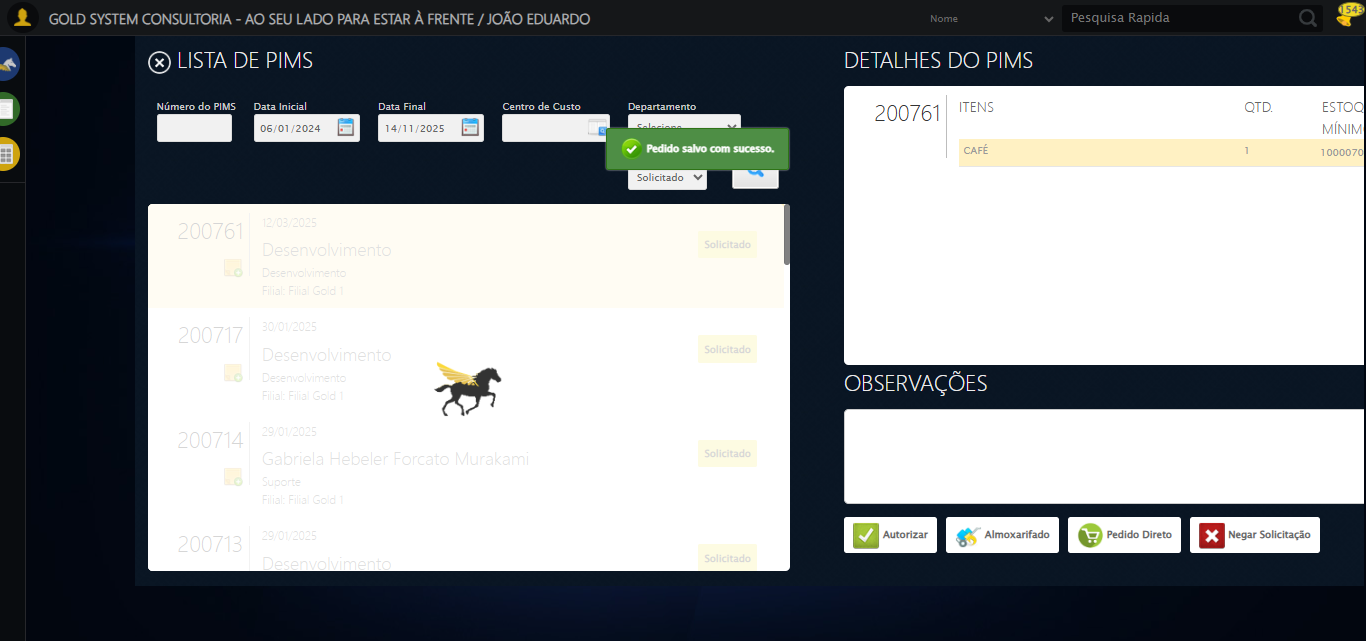 GOLD SYSTEM CONSULTORIA - AO SEU LADO PARA ESTAR À FRENTE / JOÃO EDUARDO
Nome
Pesquisa Rapida
1543
LISTA DE PIMS
Número do PIMS
Data Inicial
Data Final
Centro de Custo
Departamento
06/01/2024
14/11/2025
Selecione
Pedido salvo com sucesso.
Solicitado
200761
12/03/2025
Desenvolvimento
Desenvolvimento
Filial: Filial Gold 1
Solicitado
200717
30/01/2025
Desenvolvimento
Desenvolvimento
Filial: Filial Gold 1
Solicitado
200714
29/01/2025
Gabriela Hebeler Forcato Murakami
Suporte
Filial: Filial Gold 1
Solicitado
200713
29/01/2025
Desenvolvimento
Solicitado
DETALHES DO PIMS
200761
ITENS
QTD.
ESTOQ
MÍNIM
CAFÉ
1
1000070
OBSERVAÇÕES
Autorizar
Almoxarifado
Pedido Direto
Negar Solicitação